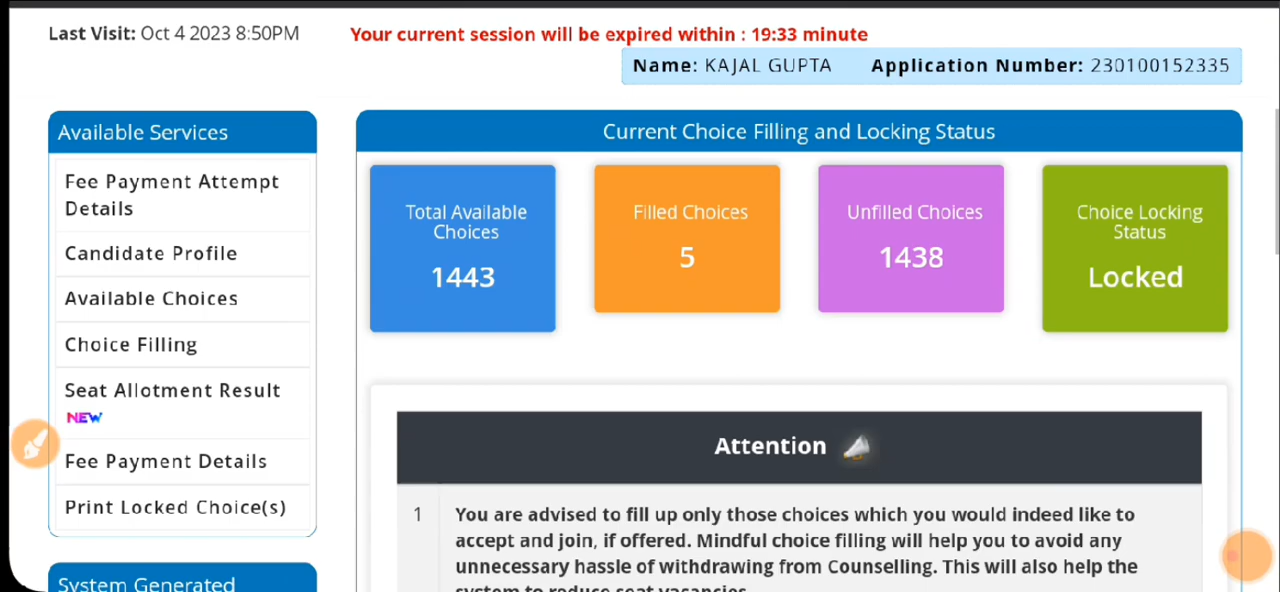 Last Visit: Oct 4 2023 8:50PM
Your current session will be expired within : 19:33 minute
Name: KAJAL GUPTA Application Number: 230100152335
Available Services
Fee Payment Attempt
Details
Candidate Profile
Available Choices
Choice Filling
Seat Allotment Result
NEW
Fee Payment Details
Print Locked Choice(s)
System Generated
Current Choice Filling and Locking Status
Total Available
Choices
1443
Filled Choices
5
Unfilled Choices
1438
Choice Locking
Status
Locked
Attention
1 You are advised to fill up only those choices which you would indeed like to
accept and join, if offered. Mindful choice filling will help you to avoid any
unnecessary hassle of withdrawing from Counselling. This will also help the
system to reduce seat vacancies.